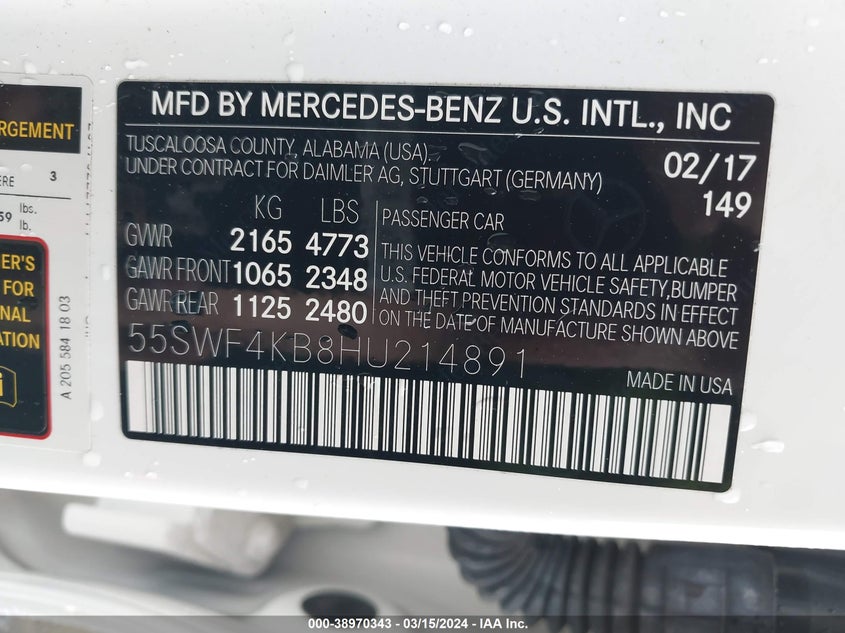 MFD BY MERCEDES-BENZ U.S. INTL., INC
TUSCALOOSA COUNTY, ALABAMA (USA).
UNDER CONTRACT FOR DAIMLER AG, STUTTGART (GERMANY)
02/17
149
KG LBS
GVWR 2165 4773
GAWR FRONT 1065 2348
GAWR REAR 1125 2480
PASSENGER CAR
THIS VEHICLE CONFORMS TO ALL APPLICABLE
U.S. FEDERAL MOTOR VEHICLE SAFETY,BUMPER
AND THEFT PREVENTION STANDARDS IN EFFECT
ON THE DATE OF MANUFACTURE SHOWN ABOVE
55SWF4KB8HU214891
MADE IN USA
RGEMENT
ERE 3
59 lbs.
lb.
ER'S
FOR
NAL
ATION
A 205 584 18 03
000-38970343 / 03/15/2024 - IAA Inc.